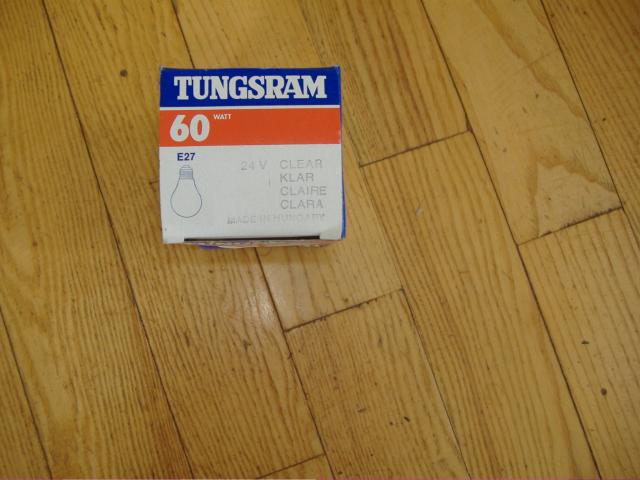 TUNGSRAM
60 WATT
E27
24 V CLEAR
KLAR
CLAIRE
CLARA
MADE IN HUNGARY